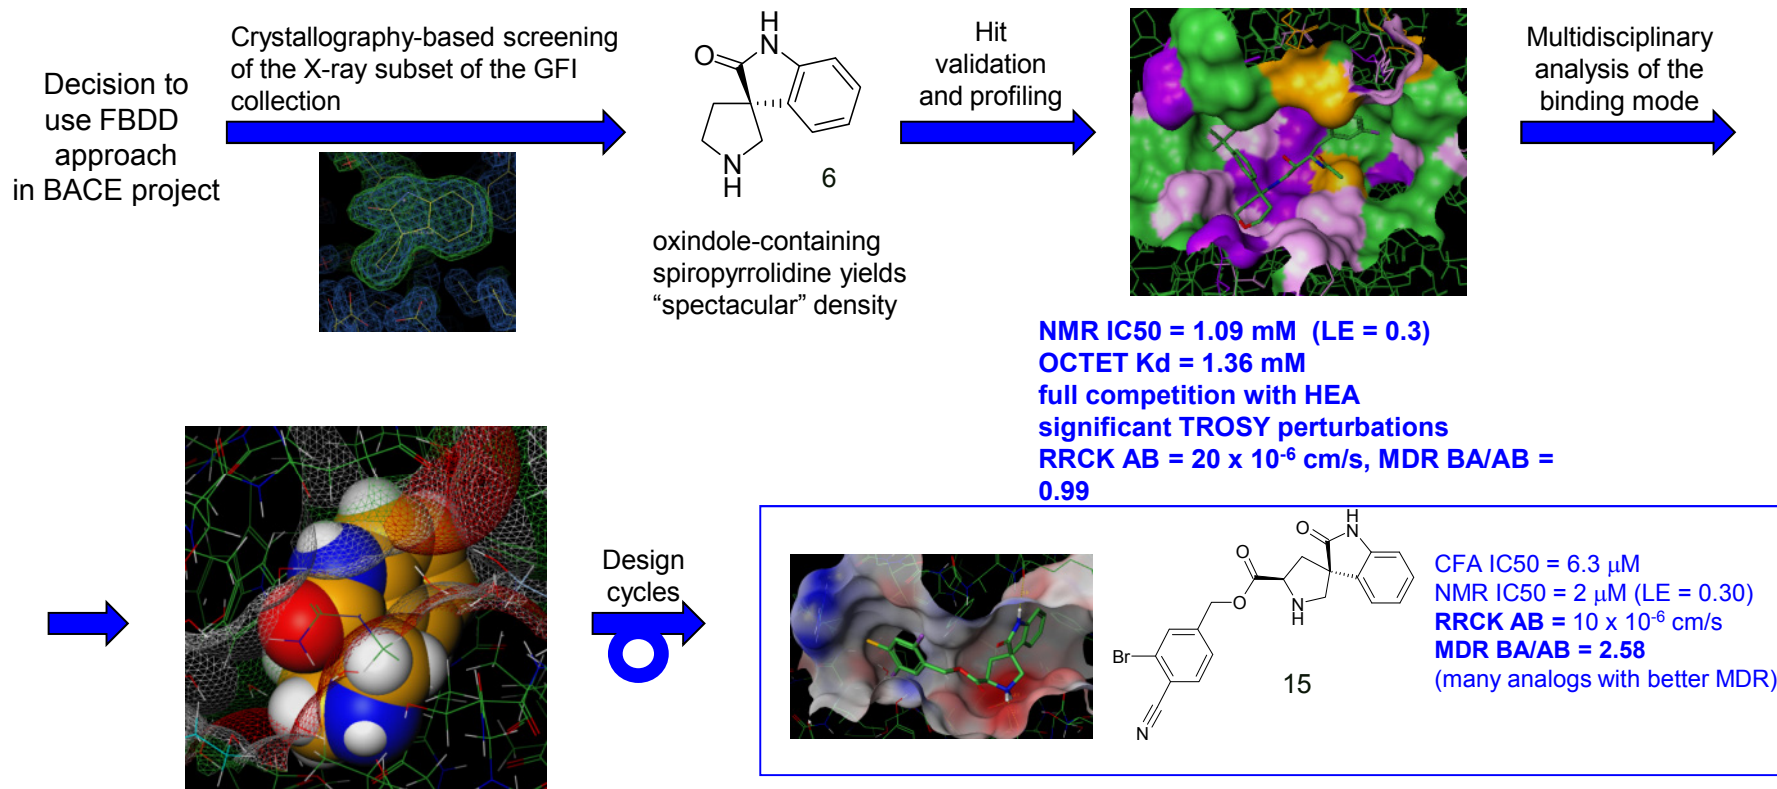 Decision to
use FBDD
approach
in BACE project
Crystallography-based screening
of the X-ray subset of the GFI
collection
H
N
O
N
H
6
oxindole-containing
spiropyrrolidine yields
“spectacular” density
Hit
validation
and profiling
NMR IC50 = 1.09 mM (LE = 0.3)
OCTET Kd = 1.36 mM
full competition with HEA
significant TROSY perturbations
RRCK AB = 20 x 10-6 cm/s, MDR BA/AB =
0.99
Multidisciplinary
analysis of the
binding mode
Design
cycles
H
N
O
O
O
NH
Br
N
15
CFA IC50 = 6.3 μM
NMR IC50 = 2 μM (LE = 0.30)
RRCK AB = 10 x 10-6 cm/s
MDR BA/AB = 2.58
(many analogs with better MDR)